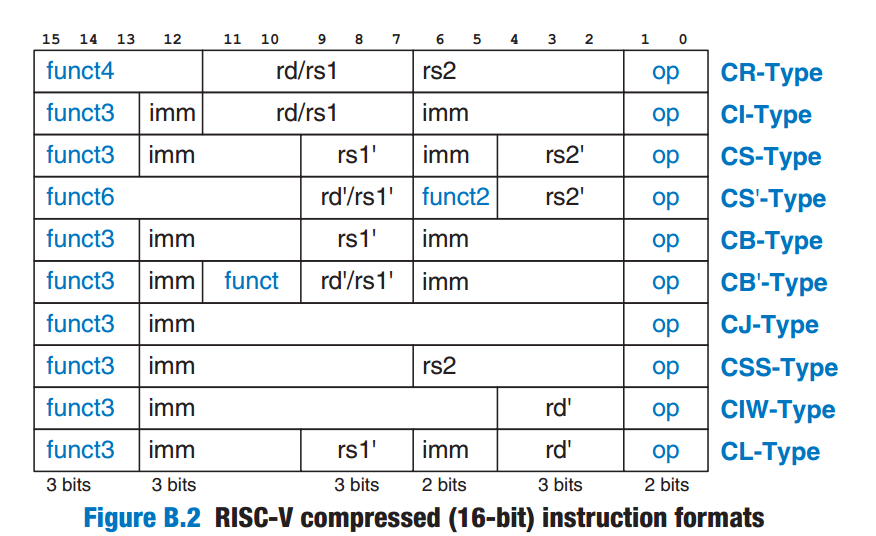 15 14 13 12 11 10 9 8 7 6 5 4 3 2 1 0
funct4 rd/rs1 rs2 op CR-Type
funct3 imm rd/rs1 imm op CI-Type
funct3 imm rs1' imm rs2' op CS-Type
funct6 rd'/rs1' funct2 rs2' op CS'-Type
funct3 imm rs1' imm op CB-Type
funct3 imm funct rd'/rs1' imm op CB'-Type
funct3 imm op CJ-Type
funct3 imm rs2 op CSS-Type
funct3 imm rd' op CIW-Type
funct3 imm rs1' imm rd' op CL-Type
3 bits 3 bits 3 bits 2 bits 3 bits 2 bits
Figure B.2 RISC-V compressed (16-bit) instruction formats